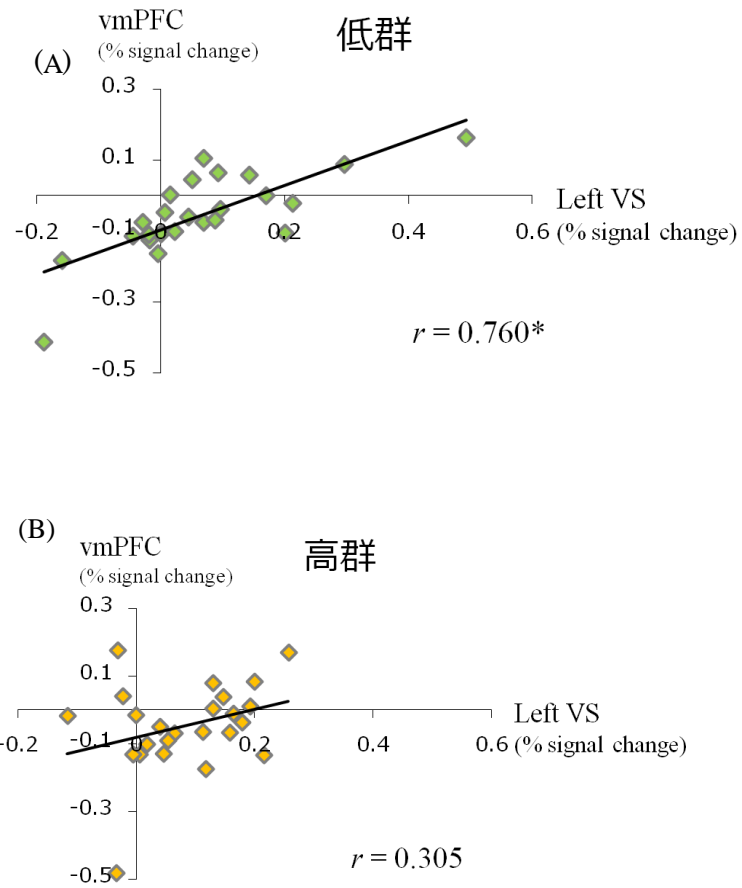 vmPFC
(% signal change)
低群
(A)
0.3
0.1
-0.2
-0.1
0
0.2
0.4
0.6
Left VS
(% signal change)
-0.3
r = 0.760*
-0.5
(B)
vmPFC
(% signal change)
高群
0.3
0.1
-0.2
-0.1
0
0.2
0.4
0.6
Left VS
(% signal change)
-0.3
r = 0.305
-0.5